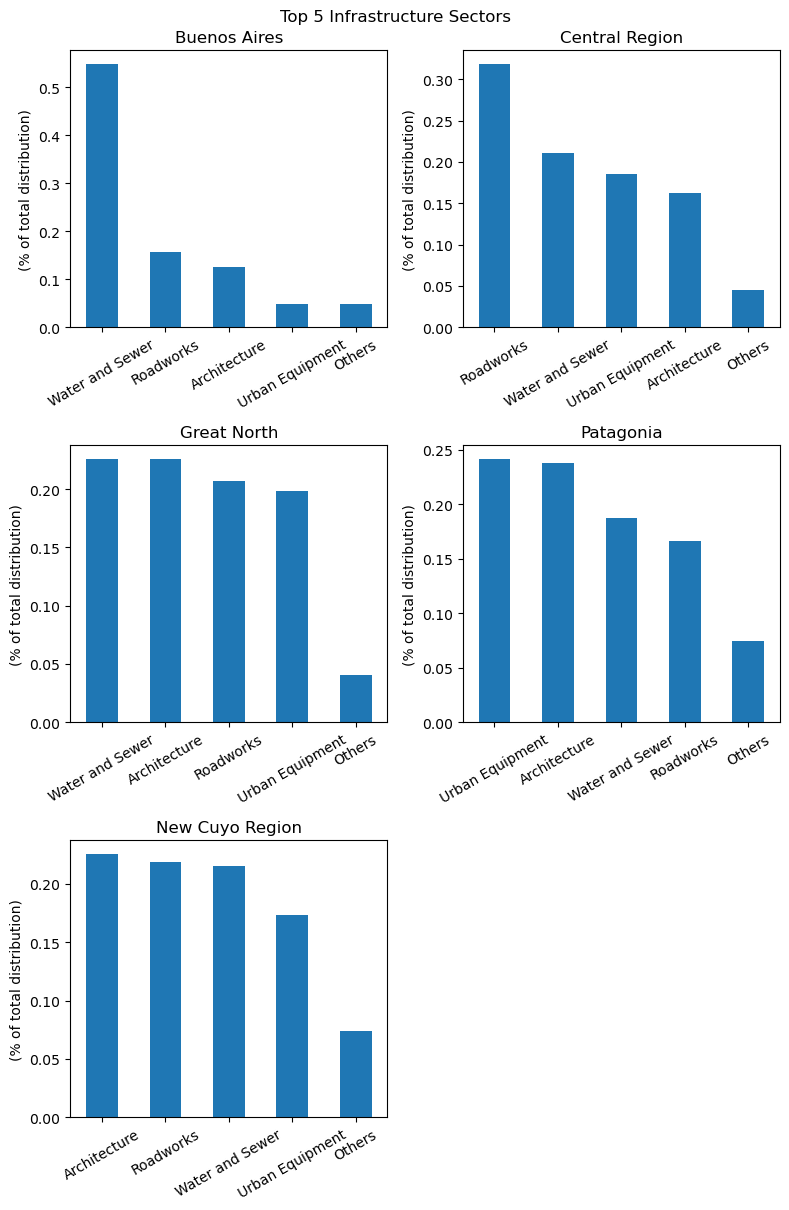 Top 5 Infrastructure Sectors
Buenos Aires
(% of total distribution)
0.5
0.4
0.3
0.2
0.1
0.0
Water and Sewer
Roadworks
Architecture
Urban Equipment
Others
Central Region
(% of total distribution)
0.30
0.25
0.20
0.15
0.10
0.05
0.00
Roadworks
Water and Sewer
Urban Equipment
Architecture
Others
Great North
(% of total distribution)
0.20
0.15
0.10
0.05
0.00
Water and Sewer
Architecture
Roadworks
Urban Equipment
Others
Patagonia
(% of total distribution)
0.25
0.20
0.15
0.10
0.05
0.00
Urban Equipment
Architecture
Water and Sewer
Roadworks
Others
New Cuyo Region
(% of total distribution)
0.20
0.15
0.10
0.05
0.00
Architecture
Roadworks
Water and Sewer
Urban Equipment
Others